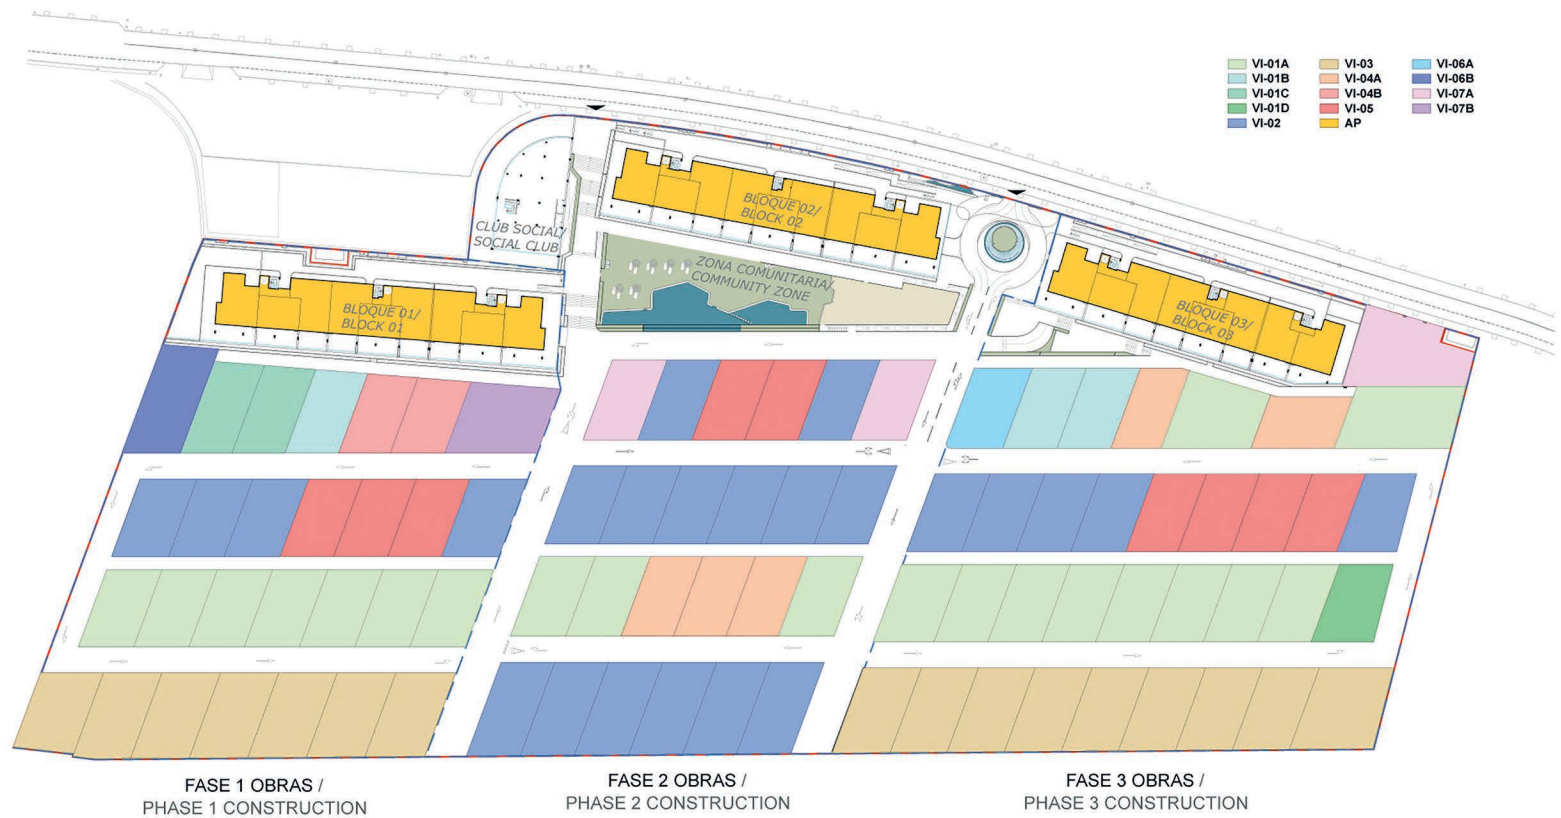 VI-01A
VI-01B
VI-01C
VI-01D
VI-02
VI-03
VI-04A
VI-04B
VI-05
AP
VI-06A
VI-06B
VI-07A
VI-07B
BLOQUE 02/
BLOCK 02
CLUB SOCIAL/
SOCIAL CLUB
ZONA COMUNITARIA/
COMMUNITY ZONE
BLOQUE 01/
BLOCK 01
BLOQUE 03/
BLOCK 03
FASE 1 OBRAS /
PHASE 1 CONSTRUCTION
FASE 2 OBRAS /
PHASE 2 CONSTRUCTION
FASE 3 OBRAS /
PHASE 3 CONSTRUCTION